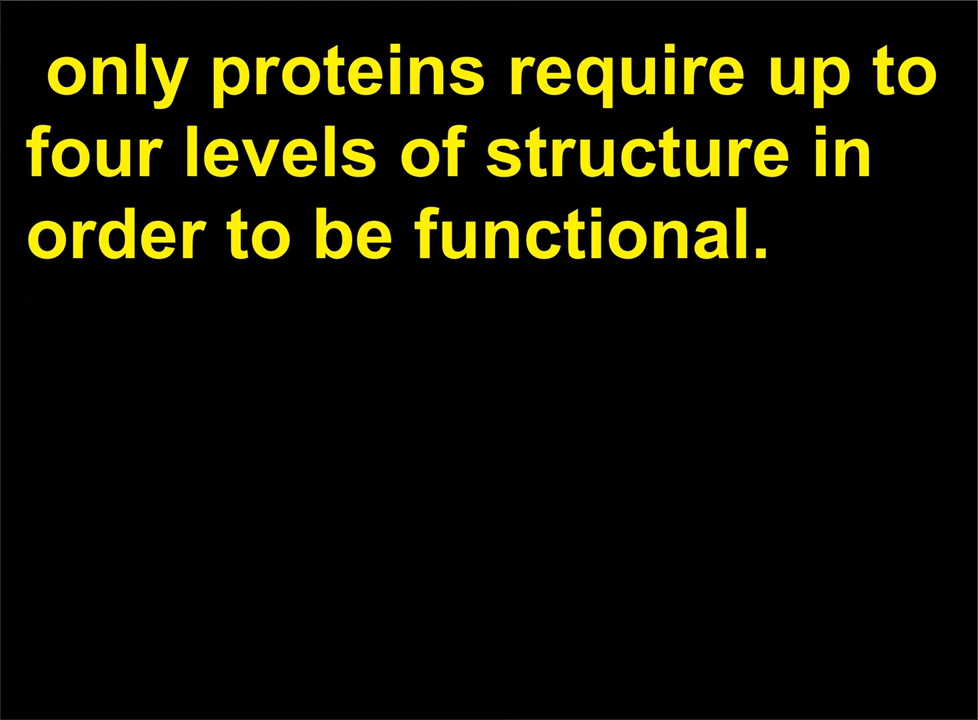 only proteins require up to
four levels of structure in
order to be functional.